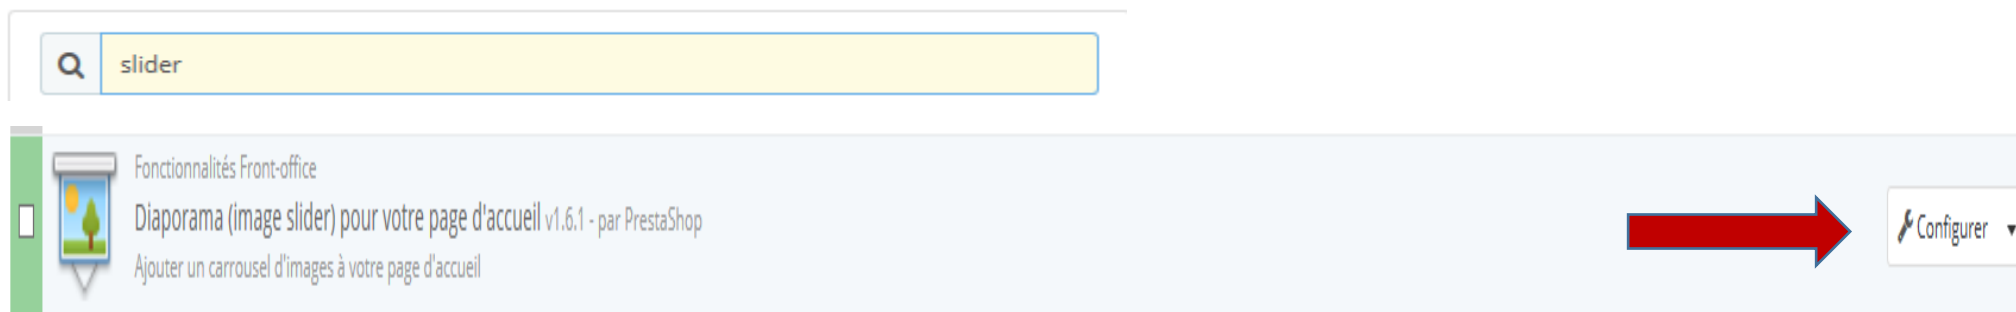 slider
Fonctionnalités Front-office
Diaporama (image slider) pour votre page d'accueil v1.6.1 - par PrestaShop
Configurer
Ajouter un carrousel d'images à votre page d'accueil